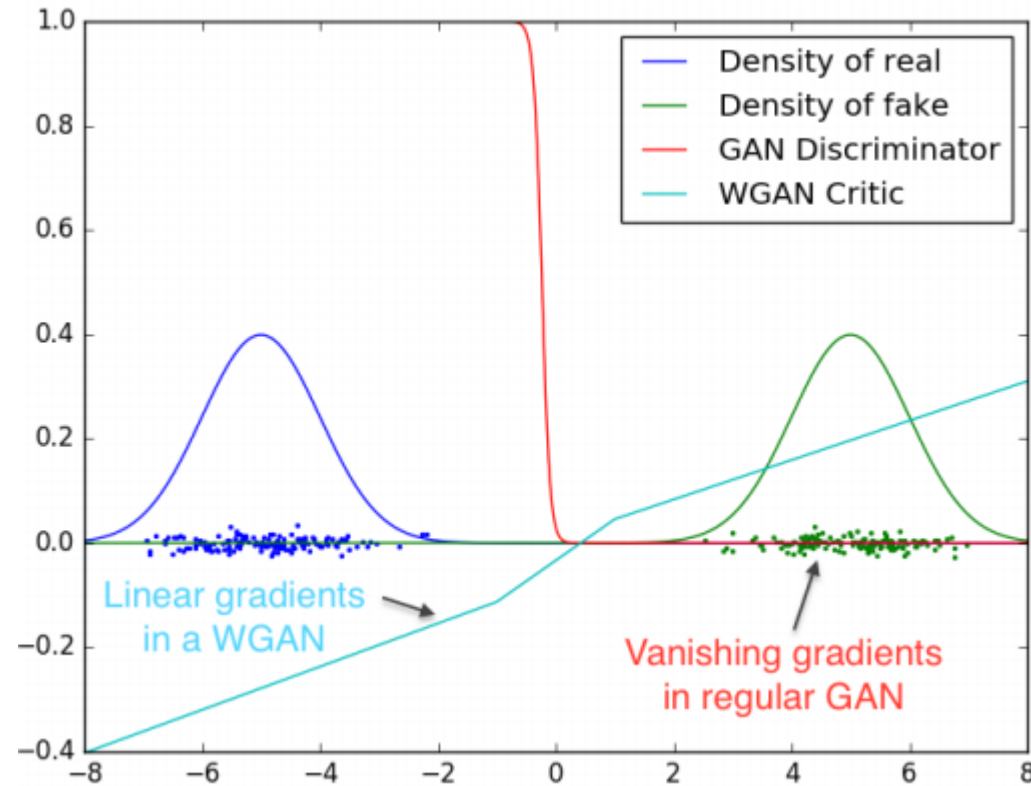 1.0
0.8
0.6
0.4
0.2
0.0
−0.2
−0.4
−8
−6
−4
−2
0
2
4
6
8
Density of real
Density of fake
GAN Discriminator
WGAN Critic
Linear gradients
in a WGAN
Vanishing gradients
in regular GAN